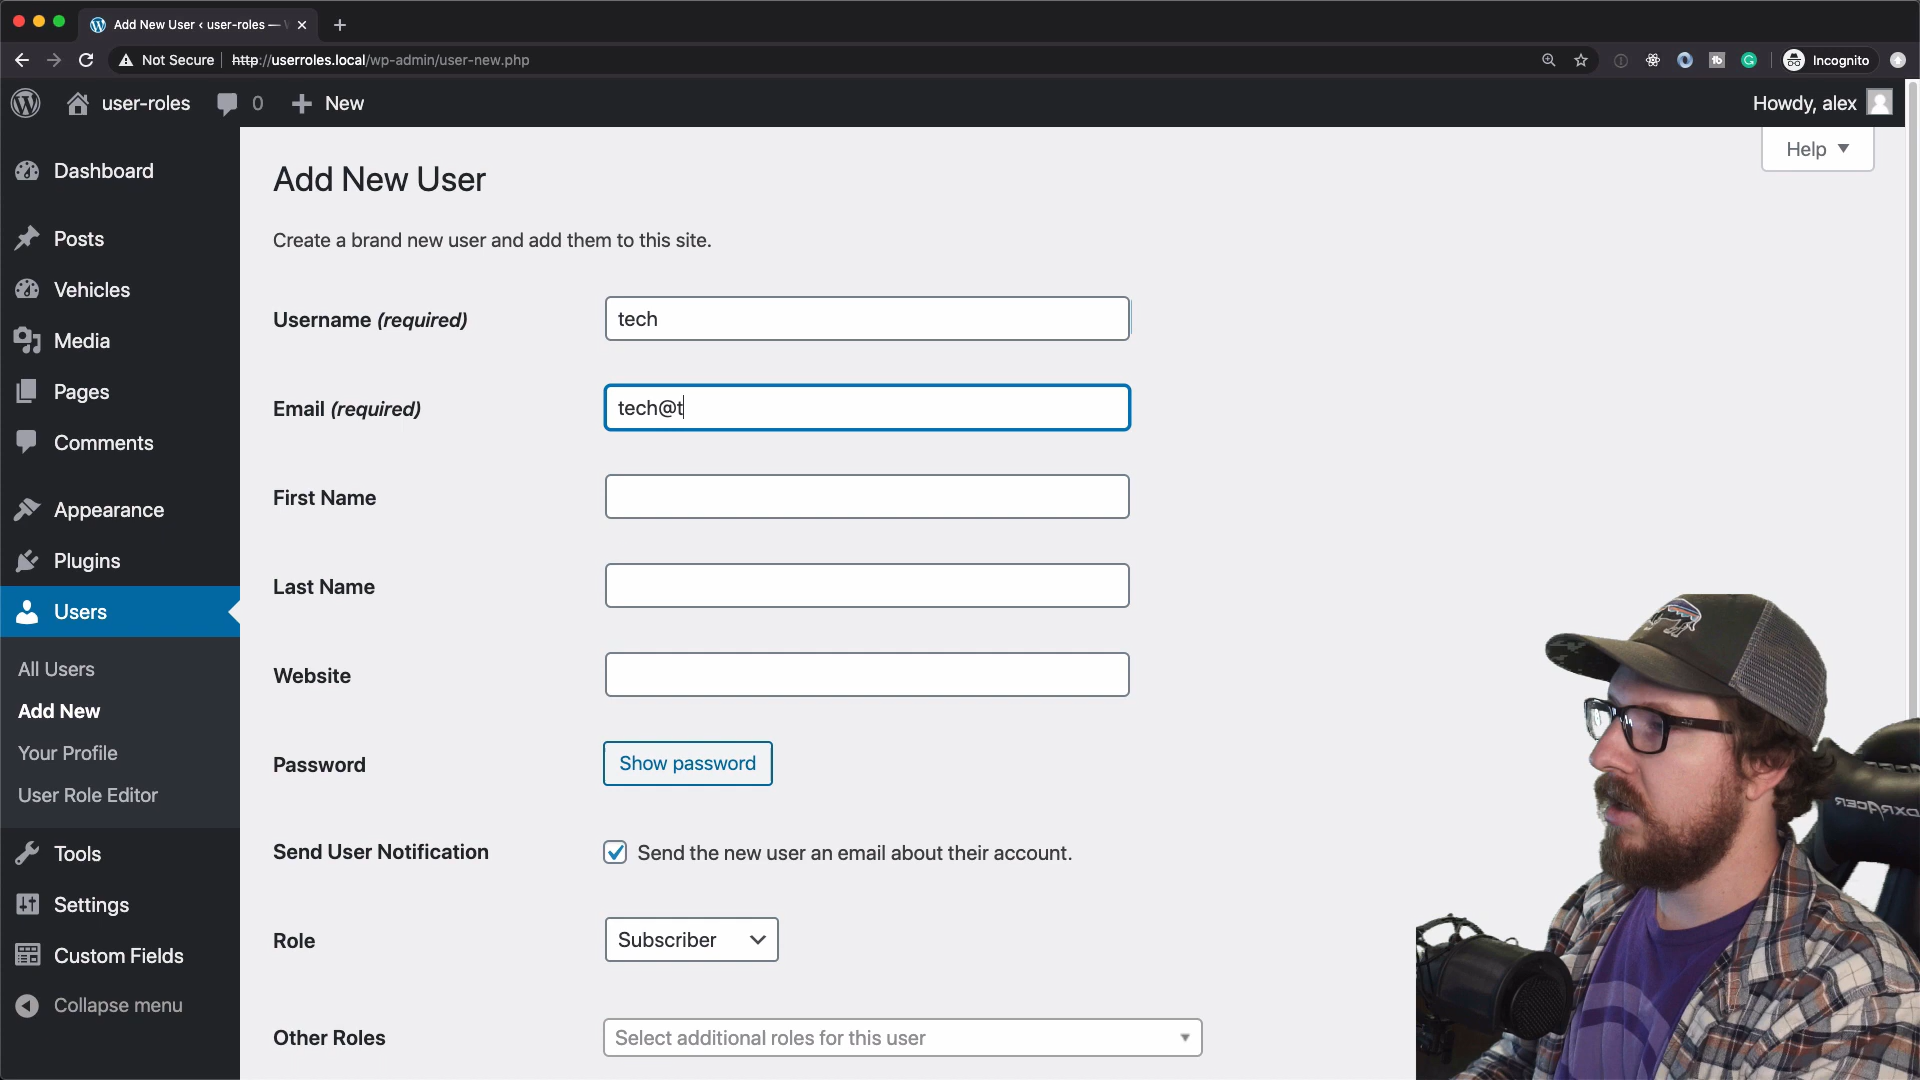 Add New User ‹ user-roles —
Not Secure
http://userroles.local/wp-admin/user-new.php
Incognito
user-roles
0
New
Howdy, alex
Help
Dashboard
Posts
Vehicles
Media
Pages
Comments
Appearance
Plugins
Users
All Users
Add New
Your Profile
User Role Editor
Tools
Settings
Custom Fields
Collapse menu
Add New User
Create a brand new user and add them to this site.
Username (required)
tech
Email (required)
tech@t
First Name
Last Name
Website
Password
Show password
Send User Notification
Send the new user an email about their account.
Role
Subscriber
Other Roles
Select additional roles for this user
DXRACER